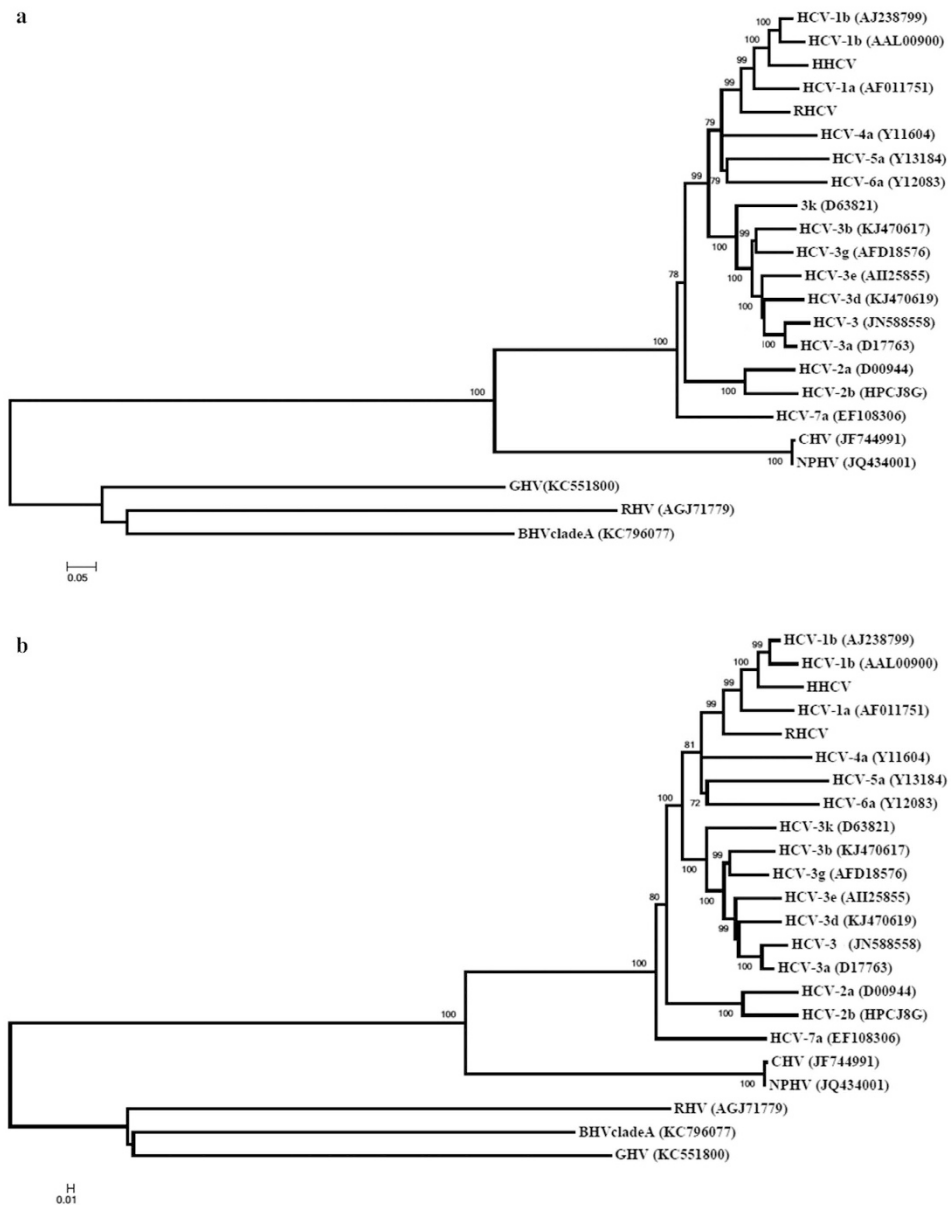 a
HCV-1b (AJ238799)
100
HCV-1b (AAL00900)
100
HHCV
99
HCV-1a (AF011751)
99
RHCV
79
HCV-4a (Y11604)
HCV-5a (Y13184)
99
79
HCV-6a (Y12083)
3k (D63821)
99
HCV-3b (KJ470617)
100
HCV-3g (AFD18576)
78
100
HCV-3e (AII25855)
HCV-3d (KJ470619)
100
HCV-3 (JN588558)
100
100
HCV-3a (D17763)
HCV-2a (D00944)
100
100
HCV-2b (HPCJ8G)
HCV-7a (EF108306)
CHV (JF744991)
100
NPHV (JQ434001)
GHV(KC551800)
RHV (AGJ71779)
BHVcladeA (KC796077)
0.05
b
HCV-1b (AJ238799)
99
HCV-1b (AAL00900)
100
HHCV
99
HCV-1a (AF011751)
99
RHCV
81
HCV-4a (Y11604)
HCV-5a (Y13184)
100
72
HCV-6a (Y12083)
HCV-3k (D63821)
99
HCV-3b (KJ470617)
100
HCV-3g (AFD18576)
80
100
HCV-3e (AII25855)
99
HCV-3d (KJ470619)
HCV-3 (JN588558)
100
100
HCV-3a (D17763)
HCV-2a (D00944)
100
100
HCV-2b (HPCJ8G)
HCV-7a (EF108306)
CHV (JF744991)
100
NPHV (JQ434001)
RHV (AGJ71779)
BHVcladeA (KC796077)
GHV (KC551800)
0.01